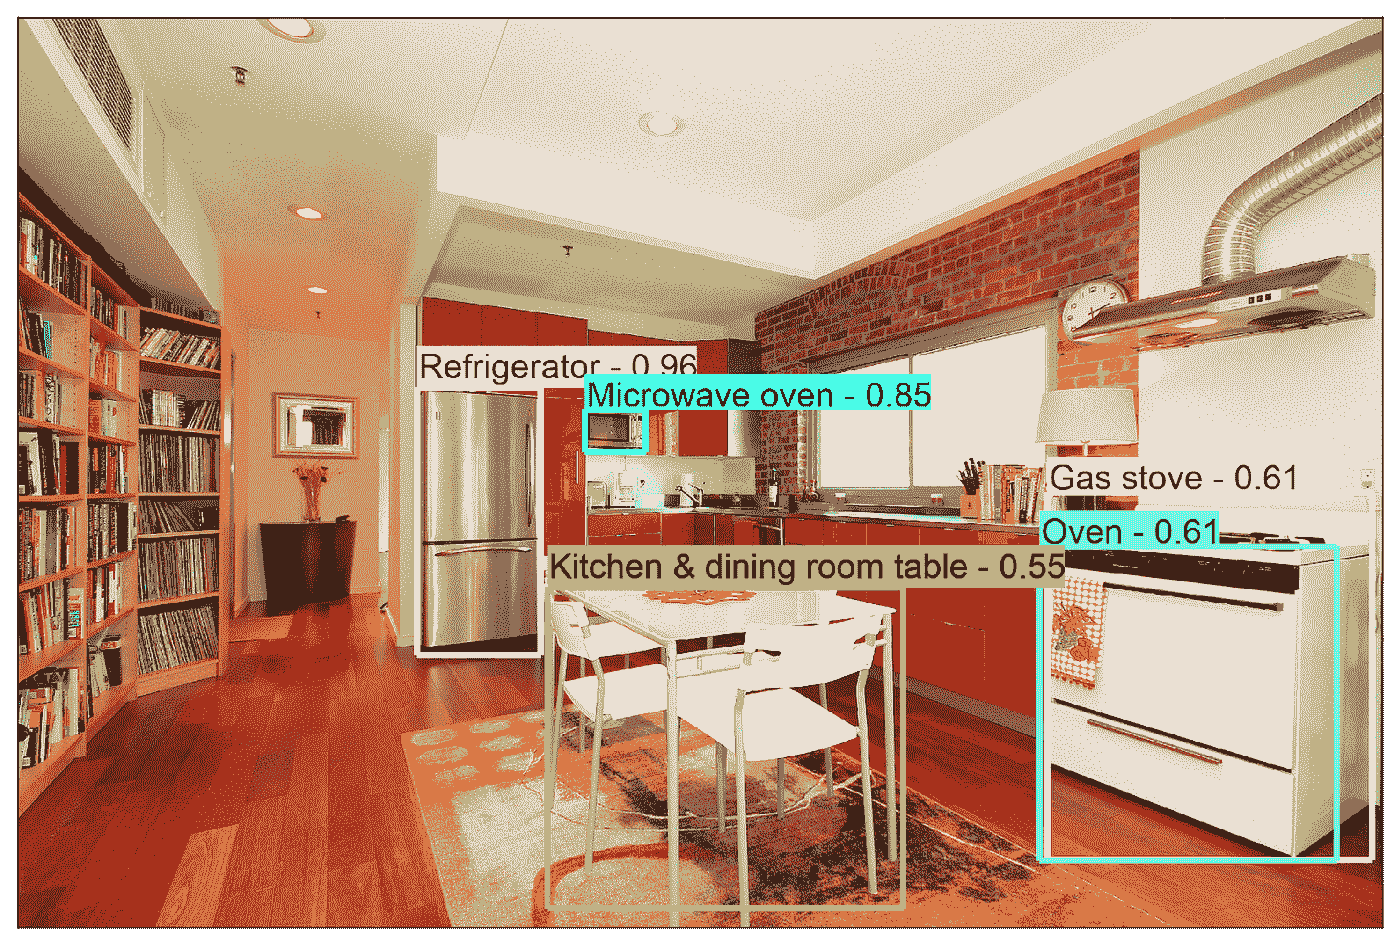 Refrigerator - 0.96
Microwave oven - 0.85
Gas stove - 0.61
Oven - 0.61
Kitchen & dining room table - 0.55